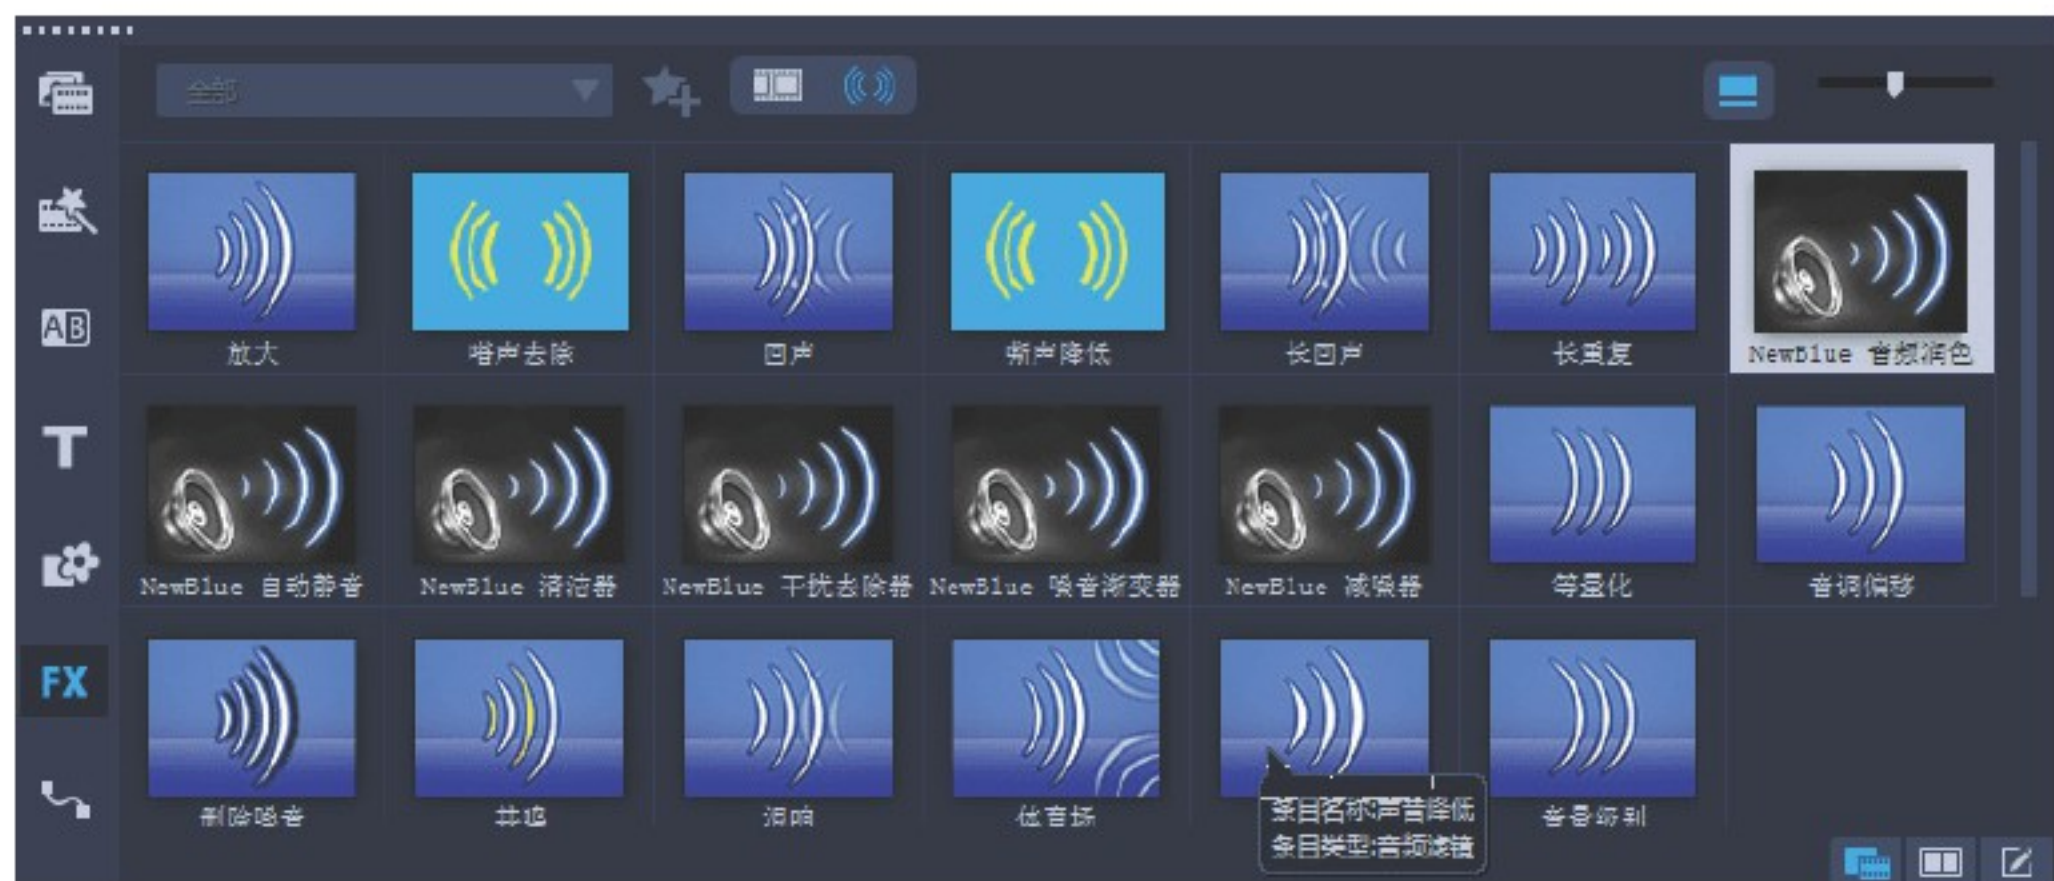 全部
放大
嗒声去除
回声
嘶声降低
长回声
长重复
NewBlue 音频润色
AB
T
NewBlue 自动静音
NewBlue 清洁器
NewBlue 干扰去除器
NewBlue 噪音渐变器
NewBlue 减噪器
等量化
音调偏移
FX
删除噪音
共鸣
混响
体育场
条目名称:声音降低
条目类型:音频滤镜
音量级别